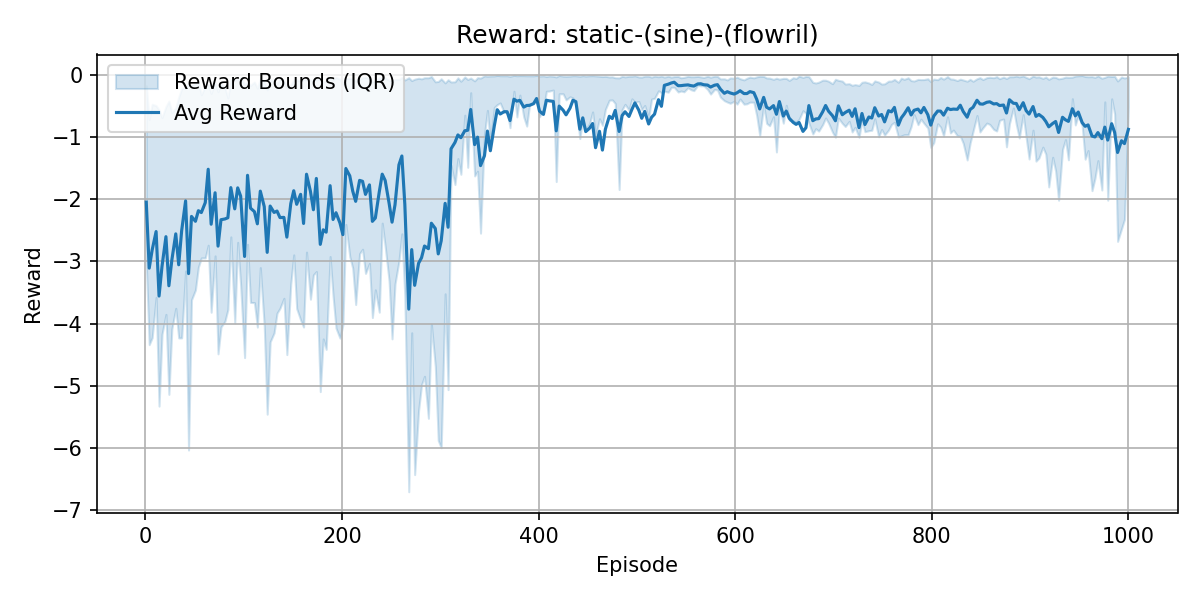 Reward: static-(sine)-(flowril)
Reward Bounds (IQR)
Avg Reward
Reward
0
−1
−2
−3
−4
−5
−6
−7
0 200 400 600 800 1000
Episode